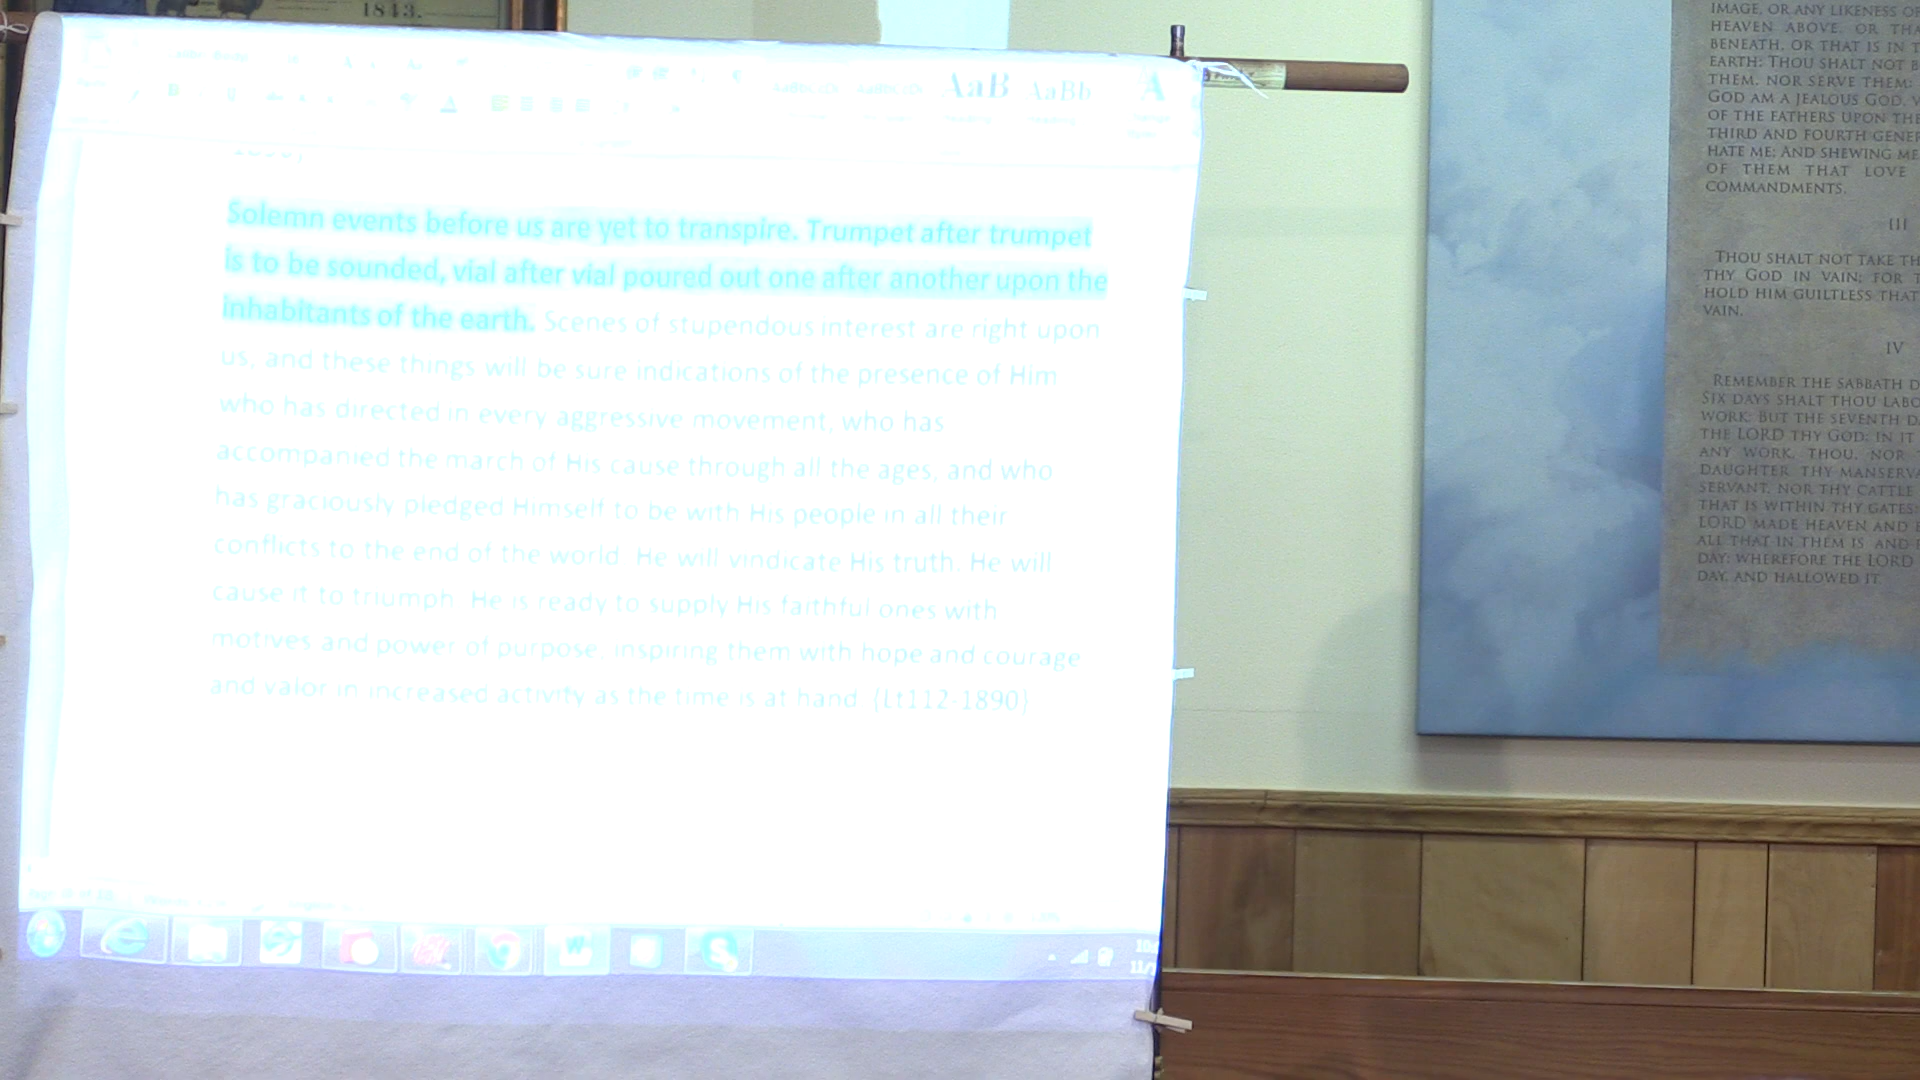 1843.
AaB AaBb A
Solemn events before us are yet to transpire. Trumpet after trumpet
is to be sounded, vial after vial poured out one after another upon the
inhabitants of the earth. Scenes of stupendous interest are right upon
us, and these things will be sure indications of the presence of Him
who has directed in every aggressive movement, who has
accompanied the march of His cause through all the ages, and who
has graciously pledged Himself to be with His people in all their
conflicts to the end of the world. He will vindicate His truth. He will
cause it to triumph. He is ready to supply His faithful ones with
motives and power of purpose, inspiring them with hope and courage
and valor in increased activity as the time is at hand. {Lt112-1890}
IMAGE, OR ANY LIKENESS OF
HEAVEN ABOVE, OR THA
BENEATH, OR THAT IS IN T
EARTH: THOU SHALT NOT B
THEM, NOR SERVE THEM:
GOD AM A JEALOUS GOD, V
OF THE FATHERS UPON THE
THIRD AND FOURTH GENER
HATE ME; AND SHEWING ME
OF THEM THAT LOVE
COMMANDMENTS.
III
THOU SHALT NOT TAKE TH
THY GOD IN VAIN; FOR T
HOLD HIM GUILTLESS THAT
VAIN.
IV
REMEMBER THE SABBATH D
SIX DAYS SHALT THOU LABO
WORK: BUT THE SEVENTH D
THE LORD THY GOD: IN IT
ANY WORK, THOU, NOR
DAUGHTER, THY MANSERVA
SERVANT, NOR THY CATTLE
THAT IS WITHIN THY GATES:
LORD MADE HEAVEN AND E
ALL THAT IN THEM IS, AND
DAY: WHEREFORE THE LORD
DAY, AND HALLOWED IT.